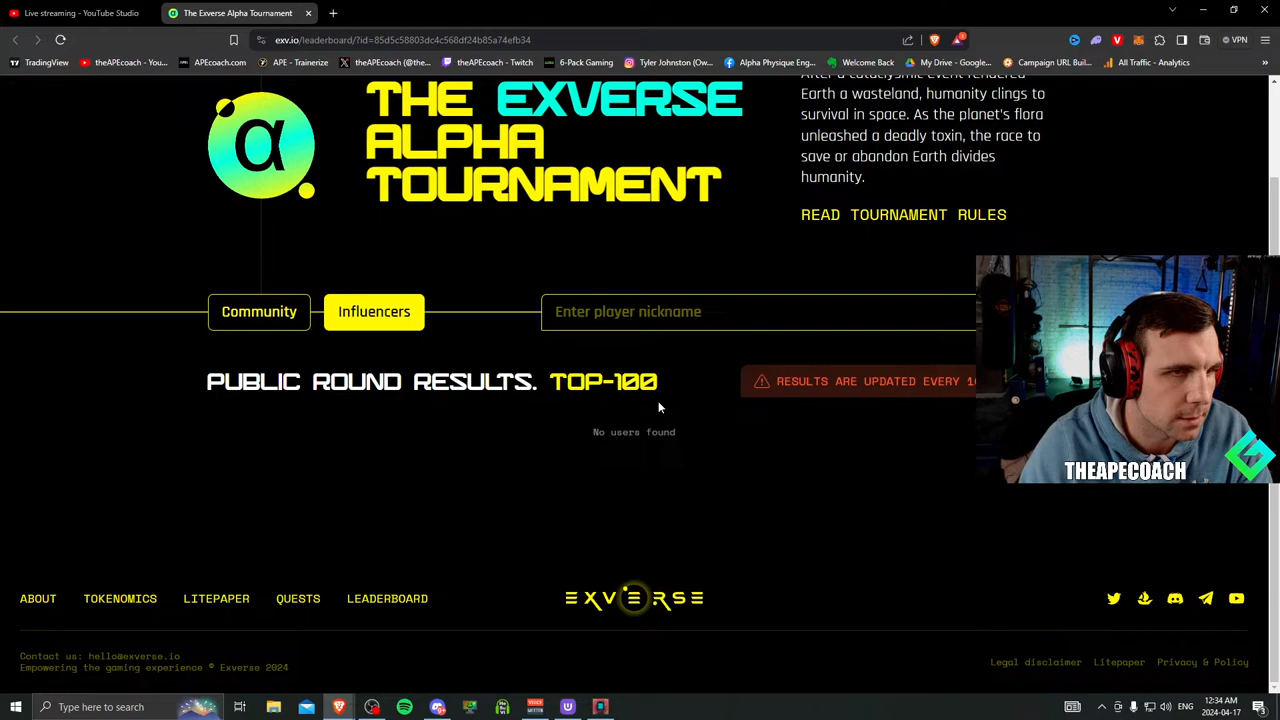 Live streaming - YouTube Studio
The Exverse Alpha Tournament
exv.io/leaderboard/?id=85d5c58803dc4c568df24b85a74efb34
VPN
TradingView
theAPEcoach - You...
APEcoach.com
APE - Trainerize
theAPEcoach (@the...
theAPEcoach - Twitch
6-Pack Gaming
Tyler Johnston (Ow...
Alpha Physique Eng...
Welcome Back
My Drive - Google...
Campaign URL Bui...
All Traffic - Analytics
THE EXVERSE
ALPHA
TOURNAMENT
α
Earth a wasteland, humanity clings to
survival in space. As the planet's flora
unleashed a deadly toxin, the race to
save or abandon Earth divides
humanity.
READ TOURNAMENT RULES
Community
Influencers
Enter player nickname
PUBLIC ROUND RESULTS. TOP-100
RESULTS ARE UPDATED EVERY
No users found
THEAPECOACH
ABOUT
TOKENOMICS
LITEPAPER
QUESTS
LEADERBOARD
EXVERSE
Contact us: hello@exverse.io
Empowering the gaming experience © Exverse 2024
Legal disclaimer
Litepaper
Privacy & Policy
Type here to search
ENG
12:34 AM
2024-04-17